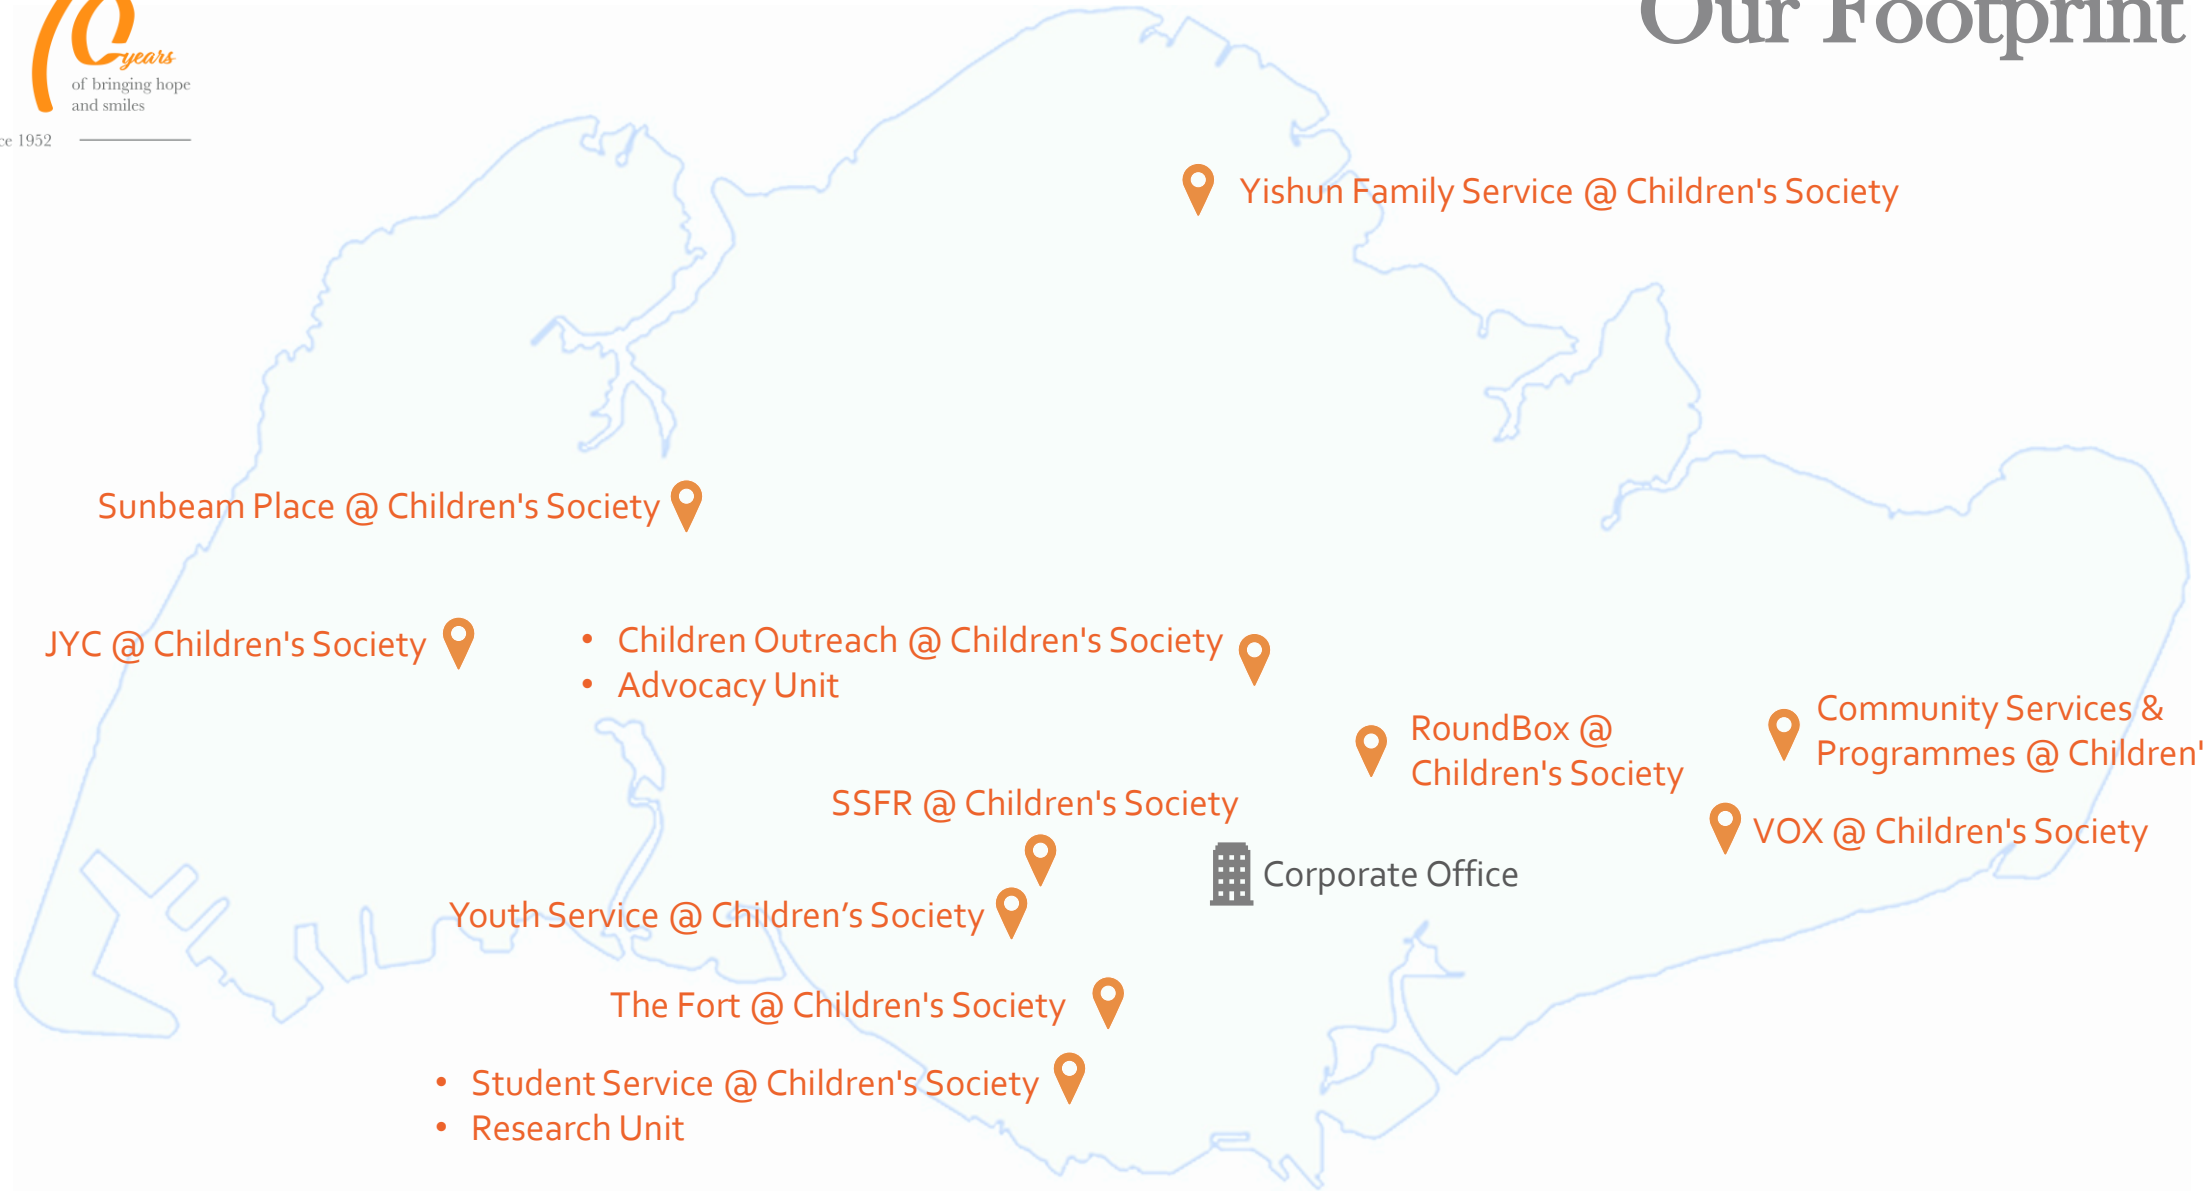 Our Footprint
years
of bringing hope
and smiles
1952
Yishun Family Service @ Children's Society
Sunbeam Place @ Children's Society
JYC @ Children's Society
• Children Outreach @ Children's Society
• Advocacy Unit
RoundBox @
Children's Society
Community Services &
Programmes @ Children'
SSFR @ Children's Society
VOX @ Children's Society
Corporate Office
Youth Service @ Children’s Society
The Fort @ Children's Society
• Student Service @ Children's Society
• Research Unit